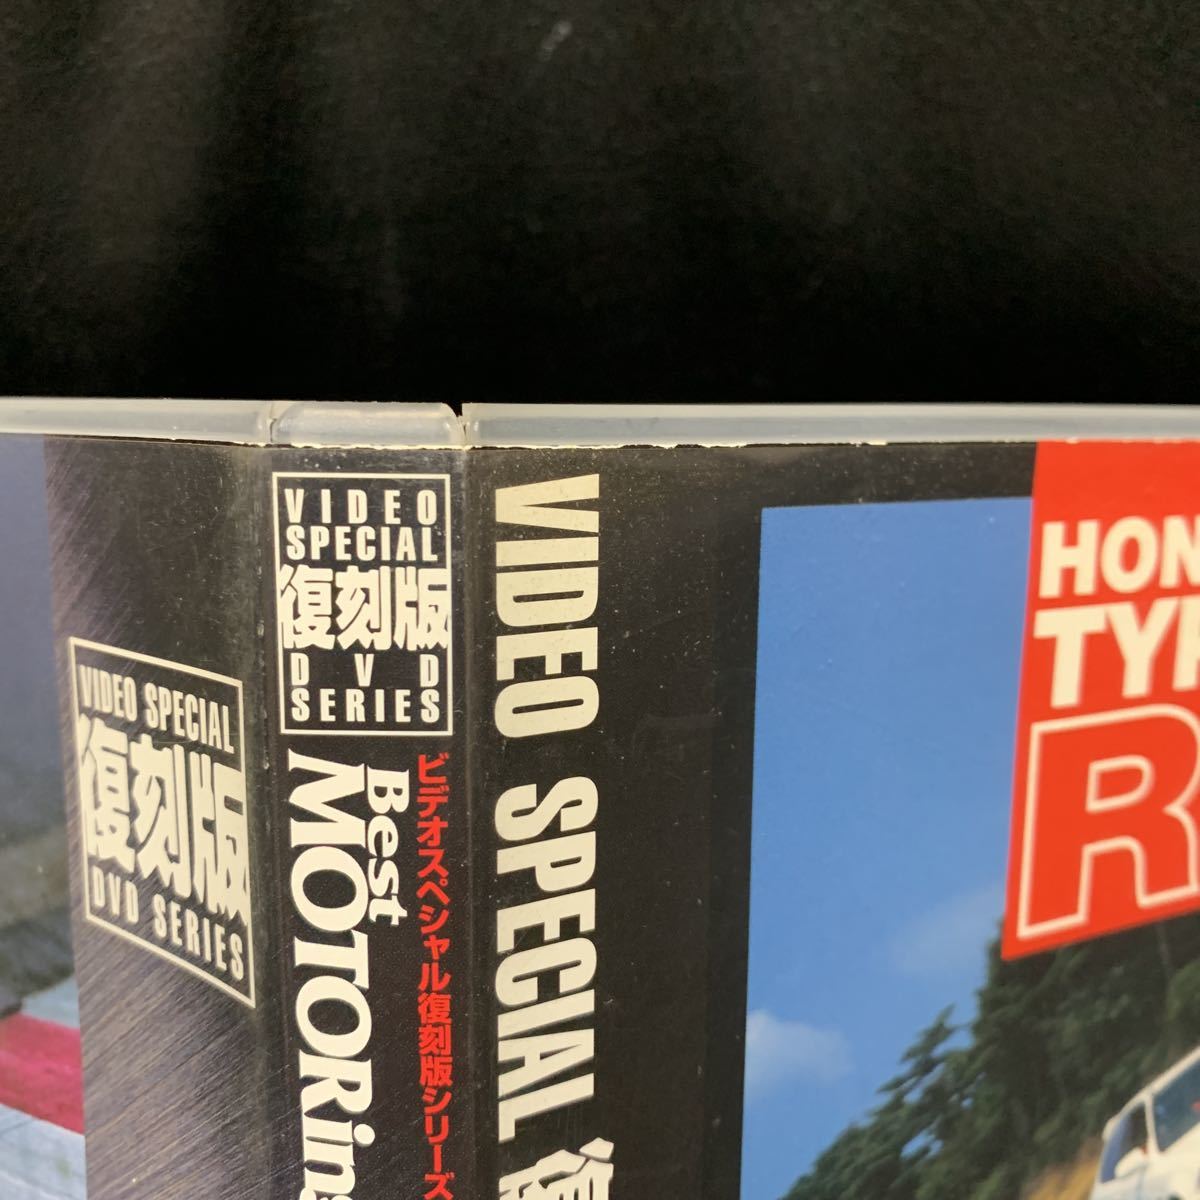 VIDEO SPECIAL
復刻版
DVD SERIES
VIDEO
SPECIAL
復刻版
DVD
SERIES
ビデオスペシャル復刻版シリーズ
Best
MOTORing
VIDEO SPECIAL 復
HON
TYP
R